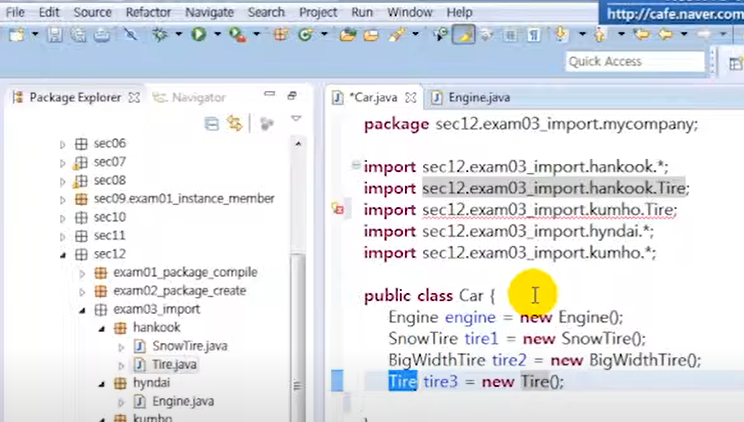 File Edit Source Refactor Navigate Search Project Run Window Help
http://cafe.naver.com
Quick Access
Package Explorer
Navigator
sec06
sec07
sec08
sec09.exam01_instance_member
sec10
sec11
sec12
exam01_package_compile
exam02_package_create
exam03_import
hankook
SnowTire.java
Tire.java
hyndai
Engine.java
kumho
*Car.java
Engine.java
package sec12.exam03_import.mycompany;
import sec12.exam03_import.hankook.*;
import sec12.exam03_import.hankook.Tire;
import sec12.exam03_import.kumho.Tire;
import sec12.exam03_import.hyndai.*;
import sec12.exam03_import.kumho.*;
public class Car {
Engine engine = new Engine();
SnowTire tire1 = new SnowTire();
BigWidthTire tire2 = new BigWidthTire();
Tire tire3 = new Tire();
}